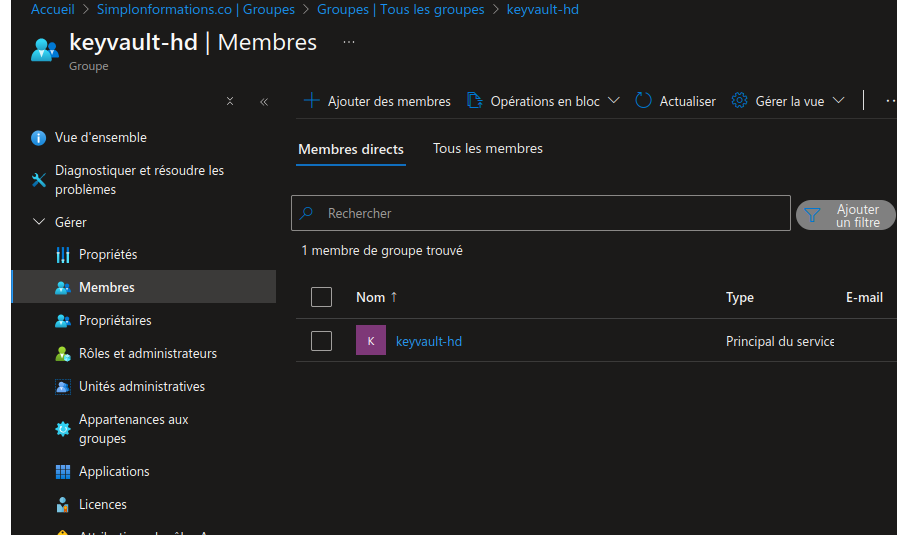 Accueil > Simplonformations.co | Groupes > Groupes | Tous les groupes > keyvault-hd
keyvault-hd | Membres ...
Groupe
Ajouter des membres Opérations en bloc Actualiser Gérer la vue
Vue d'ensemble
Diagnostiquer et résoudre les
problèmes
Gérer
Propriétés
Membres
Propriétaires
Rôles et administrateurs
Unités administratives
Appartenances aux
groupes
Applications
Licences
Membres directs Tous les membres
Rechercher
Ajouter
un filtre
1 membre de groupe trouvé
Nom ↑ Type E-mail
K keyvault-hd Principal du service